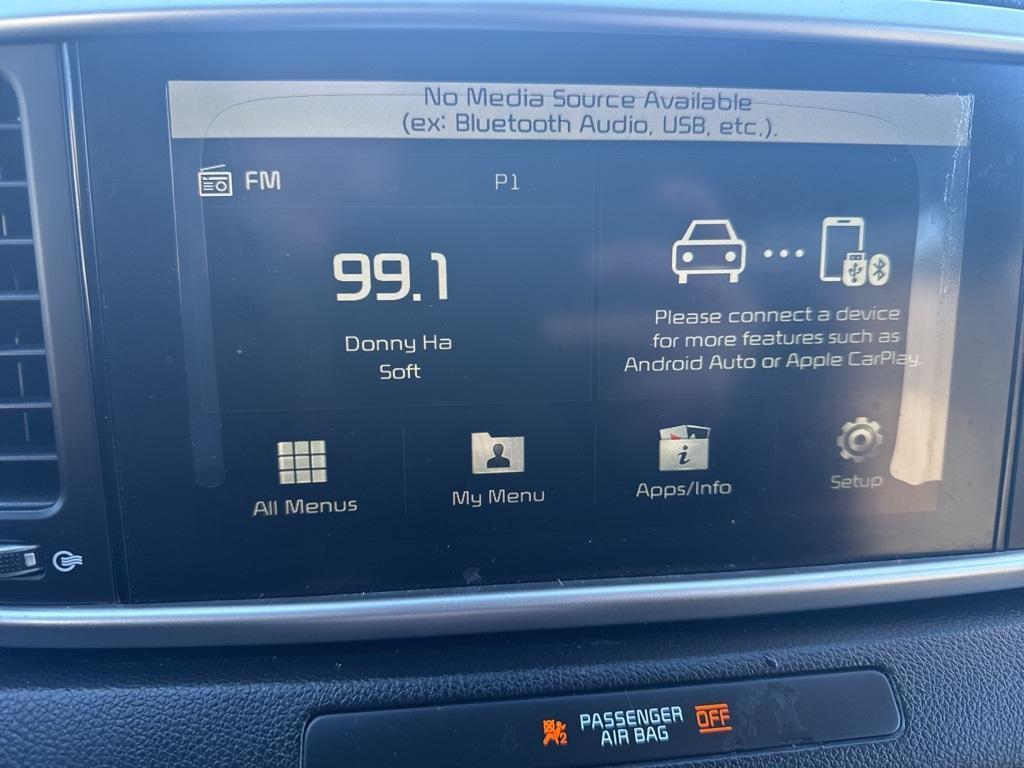 No Media Source Available
(ex: Bluetooth Audio, USB, etc.).
FM
P1
99.1
Donny Ha
Soft
Please connect a device
for more features such as
Android Auto or Apple CarPlay.
All Menus
My Menu
Apps/Info
Setup
PASSENGER
AIR BAG
OFF
2